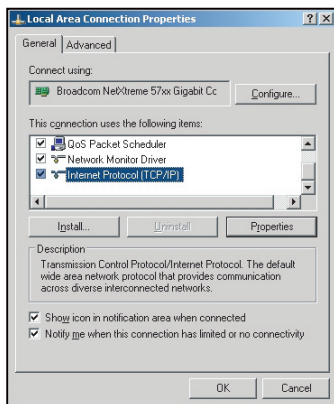 Local Area Connection Properties
General Advanced
Connect using:
Broadcom NetXtreme 57xx Gigabit Cc
Configure...
This connection uses the following items:
QoS Packet Scheduler
Network Monitor Driver
Internet Protocol (TCP/IP)
Install... Uninstall Properties
Description
Transmission Control Protocol/Internet Protocol. The default
wide area network protocol that provides communication
across diverse interconnected networks.
Show icon in notification area when connected
Notify me when this connection has limited or no connectivity
OK Cancel